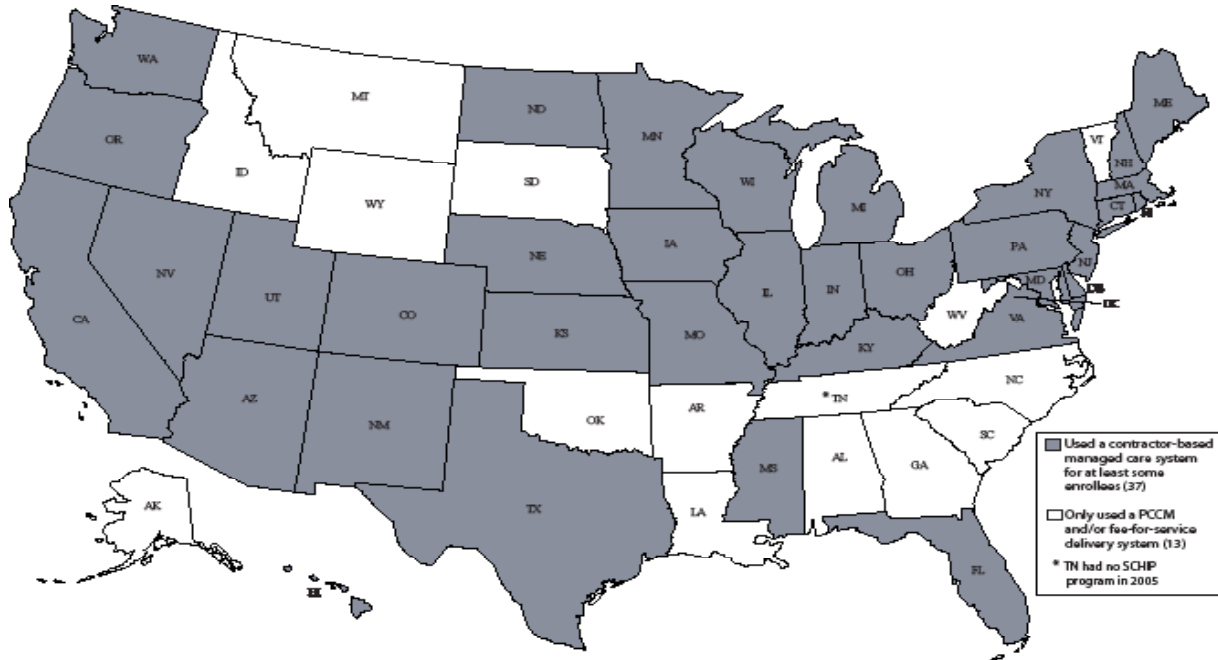 WA
MT
ND
MN
ME
OR
ID
SD
WI
VT
NH
WY
MI
NY
MA
CT
IA
NE
PA
NV
UT
IL
IN
OH
NJ
MD
CA
CO
KS
MO
WV
VA
KY
AZ
NM
OK
AR
* TN
NC
SC
MS
AL
GA
AK
TX
LA
FL
Used a contractor-based
managed care system
for at least some
enrollees (37)
Only used a PCCM
and/or fee-for-service
delivery system (13)
* TN had no SCHIP
program in 2005